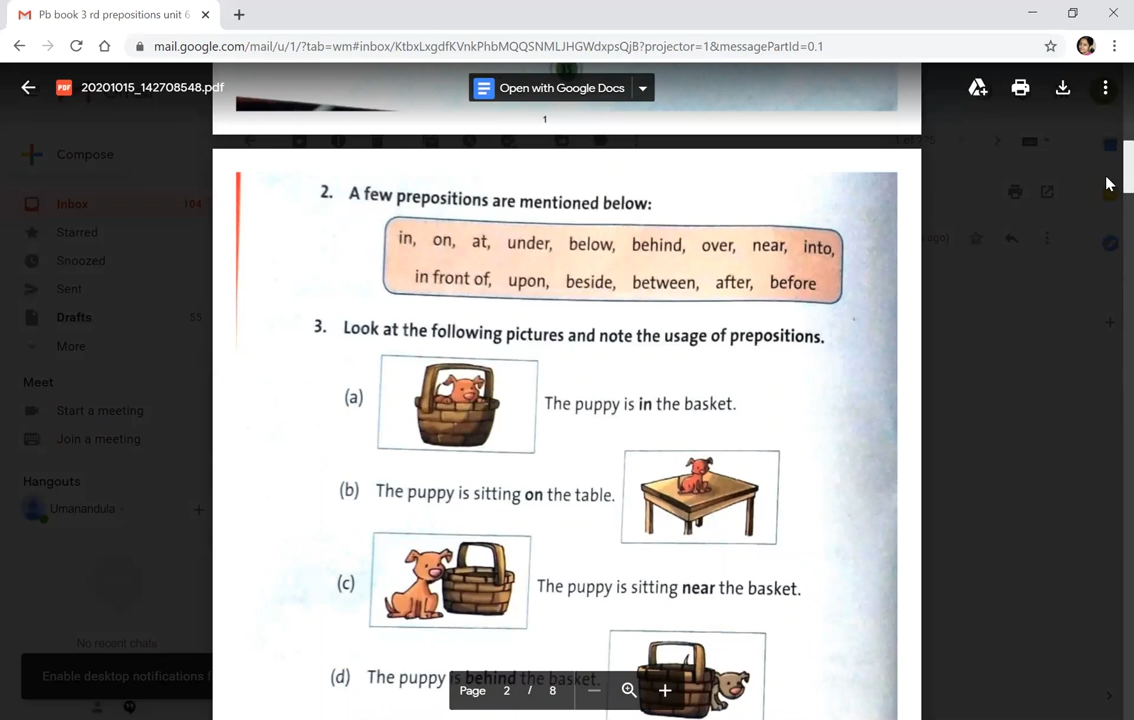 Pb book 3 rd prepositions unit 6
mail.google.com/mail/u/1/?tab=wm#inbox/KtbxLxgdfKVnkPhbMQQSNMLJHGWdxpsQjB?projector=1&messagePartId=0.1
PDF 20201015_142708548.pdf
Open with Google Docs
1
Compose
Inbox 104
Starred
Snoozed
Sent
Drafts 55
More
Meet
Start a meeting
Join a meeting
Hangouts
Umanandula
No recent chats
Enable desktop notifications f
ago)
2. A few prepositions are mentioned below:
in, on, at, under, below, behind, over, near, into,
in front of, upon, beside, between, after, before
3. Look at the following pictures and note the usage of prepositions.
(a) The puppy is in the basket.
(b) The puppy is sitting on the table.
(c) The puppy is sitting near the basket.
(d) The puppy is behind the basket.
Page 2 / 8